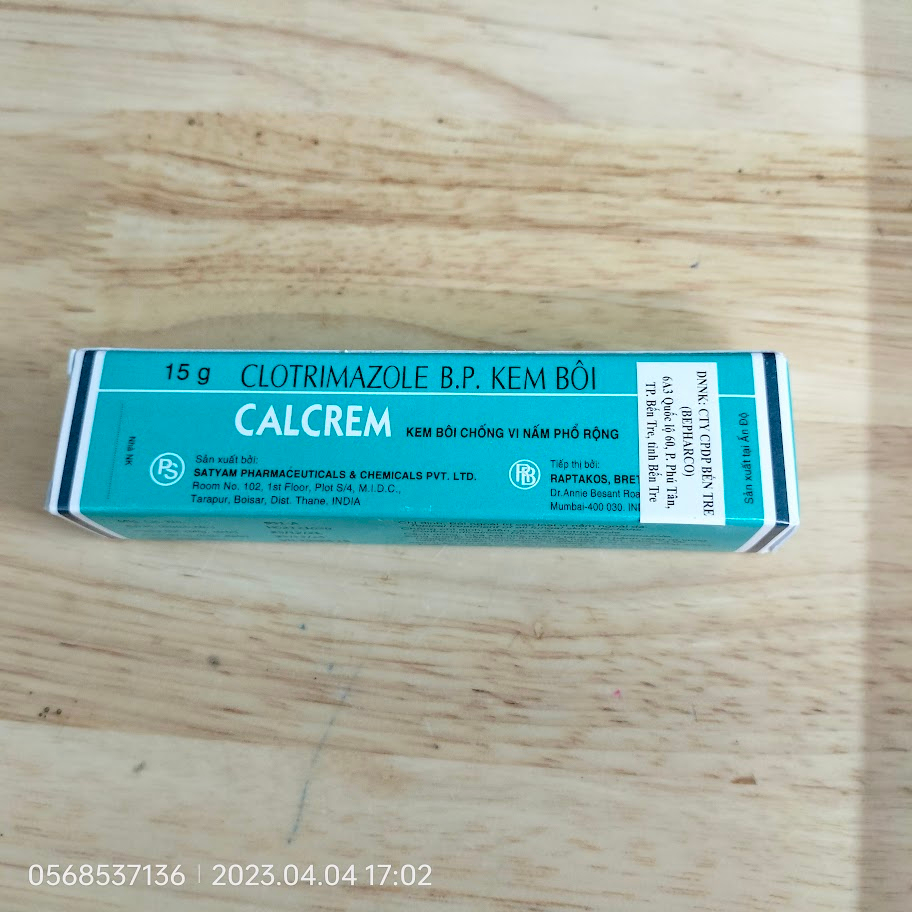 15 g CLOTRIMAZOLE B.P. KEM BÔI
CALCREM KEM BÔI CHỐNG VI NẤM PHỔ RỘNG
Nhà NK
PS
Sản xuất bởi:
SATYAM PHARMACEUTICALS & CHEMICALS PVT. LTD.
Room No. 102, 1st Floor, Plot S/4, M.I.D.C.,
Tarapur, Boisar, Dist. Thane. INDIA
Tiếp thị bởi:
RAPTAKOS, BRET
Dr.Annie Besant Roa
Mumbai-400 030. IN
DNNK: CTY CPDP BẾN TRE
(BEPHARCO)
6A3 Quốc lộ 60, P. Phú Tân,
TP. Bến Tre, tỉnh Bến Tre
Sản xuất tại Ấn Độ
0568537136 | 2023.04.04 17:02